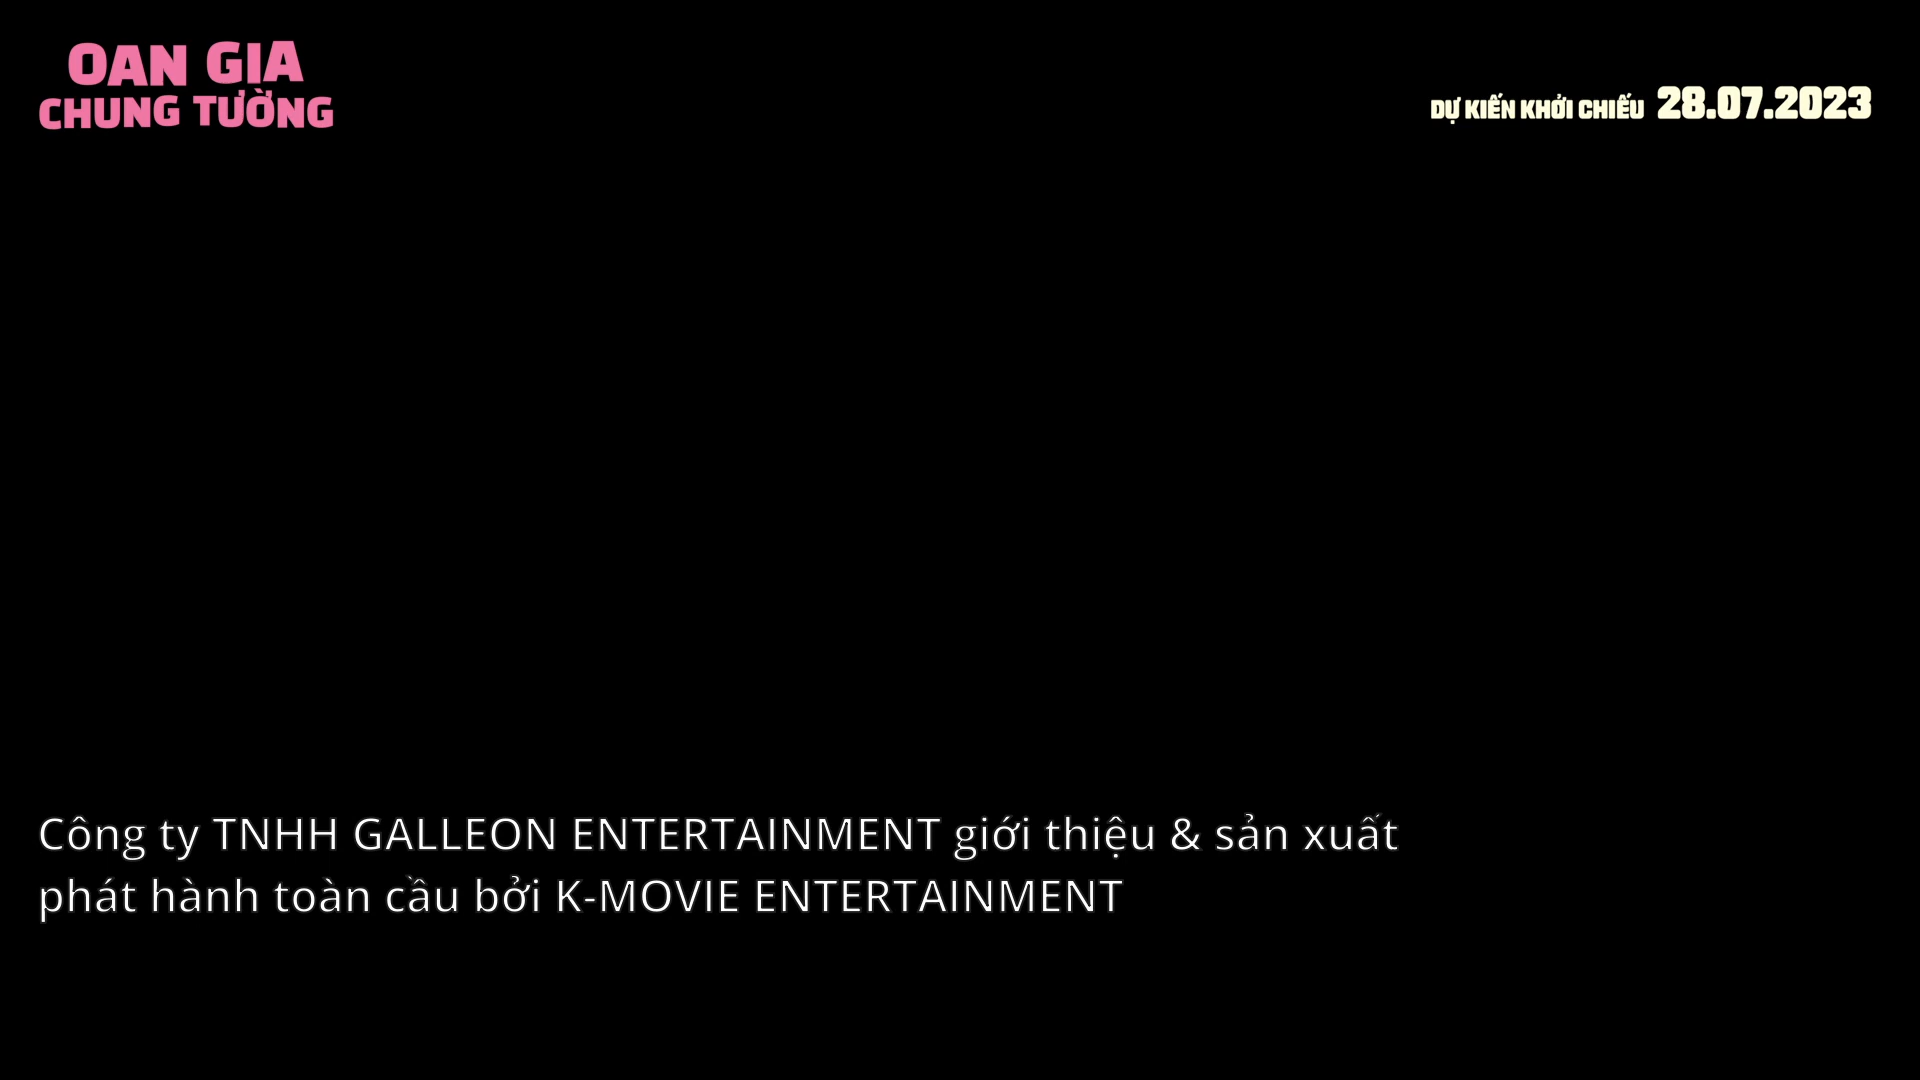 OAN GIA
CHUNG TƯỜNG
DỰ KIẾN KHỞI CHIẾU 28.07.2023
Công ty TNHH GALLEON ENTERTAINMENT giới thiệu & sản xuất
phát hành toàn cầu bởi K-MOVIE ENTERTAINMENT